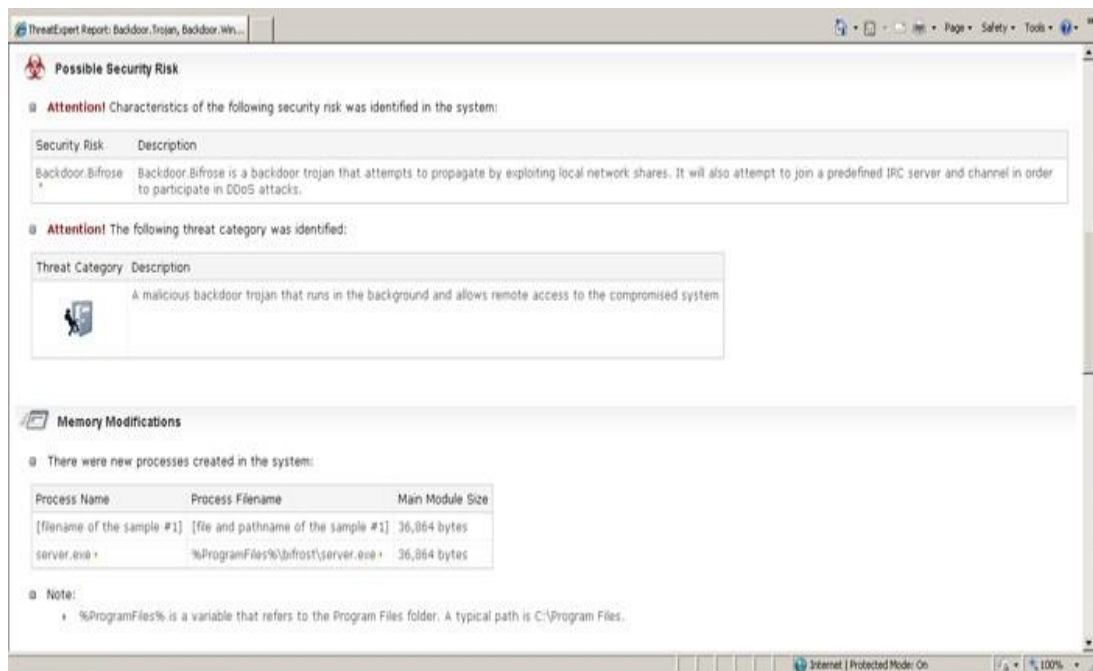 ThreatExpert Report: Backdoor.Trojan, Backdoor.Win...
Page
Safety
Tools
Possible Security Risk
Attention! Characteristics of the following security risk was identified in the system:
Security Risk Description
Backdoor.Bifrose Backdoor.Bifrose is a backdoor trojan that attempts to propagate by exploiting local network shares. It will also attempt to join a predefined IRC server and channel in order
to participate in DDoS attacks.
Attention! The following threat category was identified:
Threat Category Description
A malicious backdoor trojan that runs in the background and allows remote access to the compromised system
Memory Modifications
There were new processes created in the system:
Process Name Process Filename Main Module Size
[filename of the sample #1] [file and pathname of the sample #1] 36,864 bytes
server.exe %ProgramFiles%\bifrost\server.exe 36,864 bytes
Note:
%ProgramFiles% is a variable that refers to the Program Files folder. A typical path is C:\Program Files.
Internet | Protected Mode: On
100%